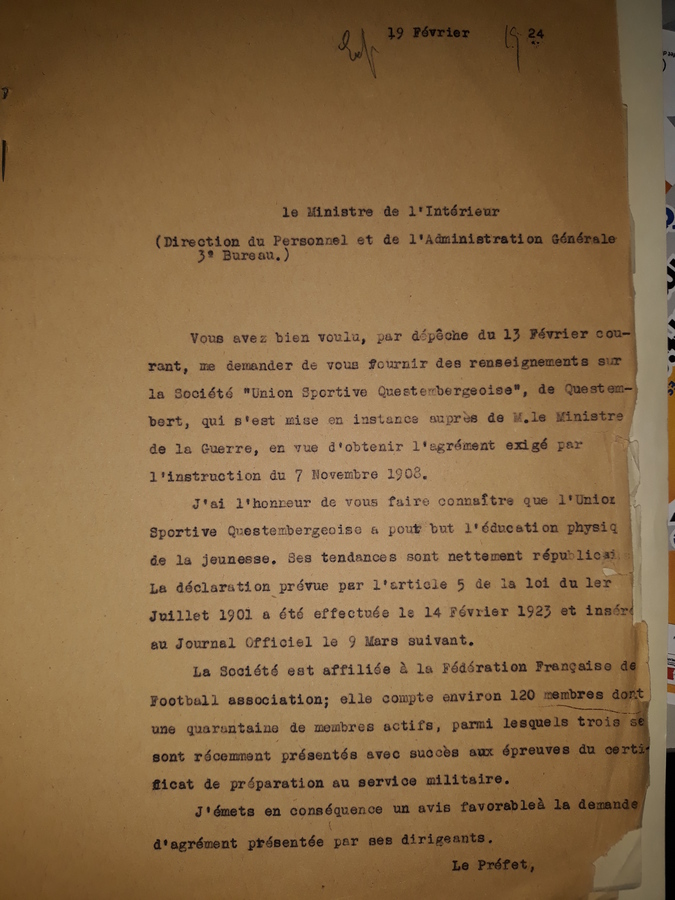 19 Février 19 24
le Ministre de l'Intérieur
(Direction du Personnel et de l'Administration Générale
3° Bureau.)
Vous avez bien voulu, par dépêche du 13 Février cou-
rant, me demander de vous fournir des renseignements sur
la Société "Union Sportive Questembergeoise", de Questem-
bert, qui s'est mise en instance auprès de M.le Ministre
de la Guerre, en vue d'obtenir l'agrément exigé par
l'instruction du 7 Novembre 1908.
J'ai l'honneur de vous faire connaître que l'Union
Sportive Questembergeoise a pour but l'éducation physiq
de la jeunesse. Ses tendances sont nettement républicai
La déclaration prévue par l'article 5 de la loi du 1er
Juillet 1901 a été effectuée le 14 Février 1923 et inséré
au Journal Officiel le 9 Mars suivant.
La Société est affiliée à la Fédération Française de
Football association; elle compte environ 120 membres dont
une quarantaine de membres actifs, parmi lesquels trois se
sont récemment présentés avec succès aux épreuves du certi-
ficat de préparation au service militaire.
J'émets en conséquence un avis favorableà la demande
d'agrément présentée par ses dirigeants.
Le Préfet,